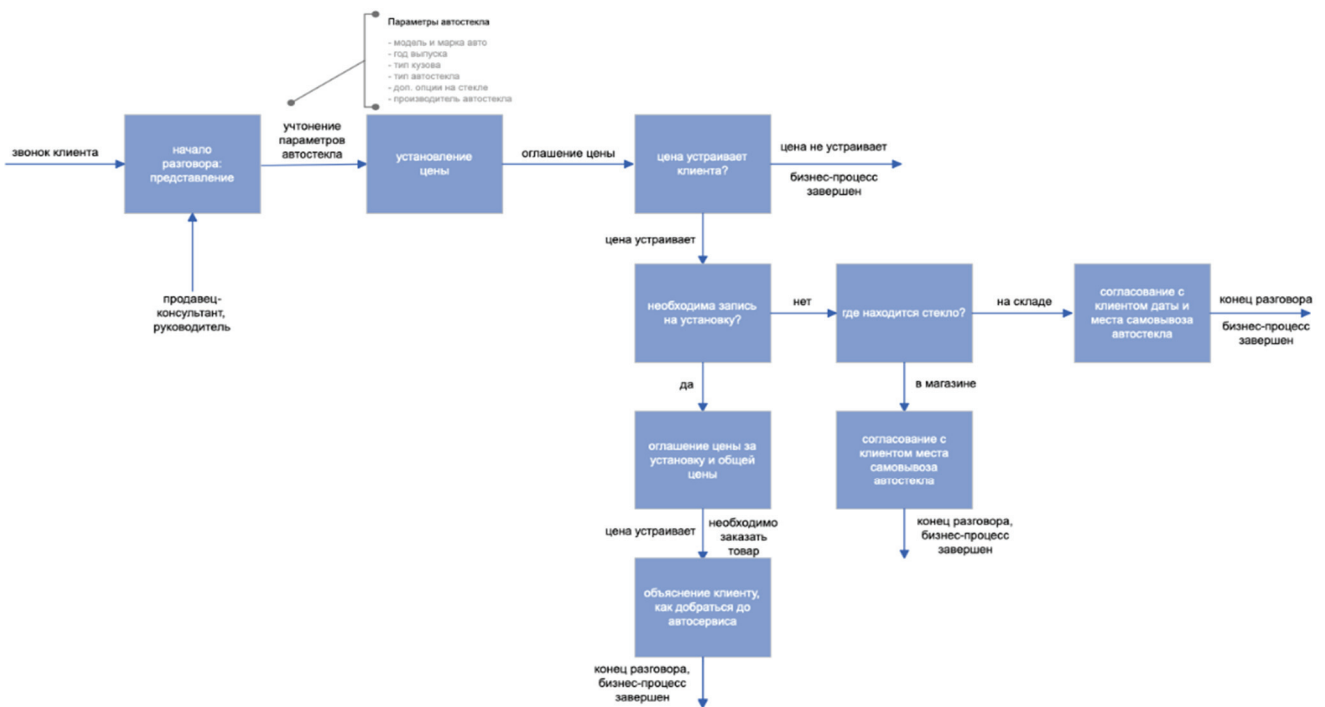 Параметры автостекла
- модель и марка авто
- год выпуска
- тип кузова
- тип автостекла
- доп. опции на стекле
- производитель автостекла
звонок клиента
начало
разговора:
представление
учтонение
параметров
автостекла
установление
цены
оглашение цены
цена устраивает
клиента?
цена не устраивает
бизнес-процесс
завершен
продавец-
консультант,
руководитель
цена устраивает
необходима запись
на установку?
нет
где находится стекло?
на складе
согласование с
клиентом даты и
места самовывоза
автостекла
конец разговора
бизнес-процесс
завершен
да
в магазине
оглашение цены за
установку и общей
цены
согласование с
клиентом места
самовывоза
автостекла
цена устраивает
необходимо
заказать
товар
конец разговора,
бизнес-процесс
завершен
объяснение клиенту,
как добраться до
автосервиса
конец разговора,
бизнес-процесс
завершен